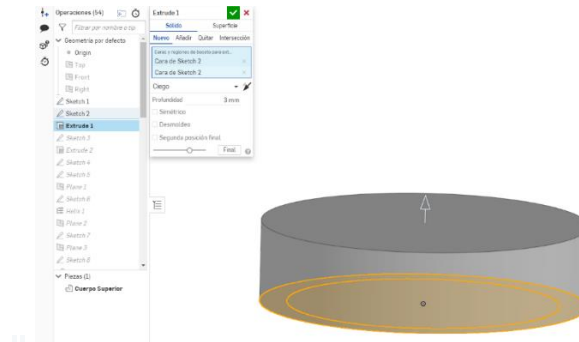 Operaciones (54)
Filtrar por nombre o tip
Geometría por defecto
Origin
Top
Front
Right
Sketch 1
Sketch 2
Extrude 1
Sketch 3
Extrude 2
Sketch 4
Sketch 5
Plane 1
Sketch 6
Helix 1
Plane 2
Sketch 7
Plane 3
Sketch 8
Piezas (1)
Cuerpo Superior
Extrude 1
Sólido Superficie
Nuevo Añadir Quitar Intersección
Caras y regiones de boceto para ext...
Cara de Sketch 2
Cara de Sketch 2
Ciego
Profundidad 3 mm
Simétrico
Desmoldeo
Segunda posición final
Final